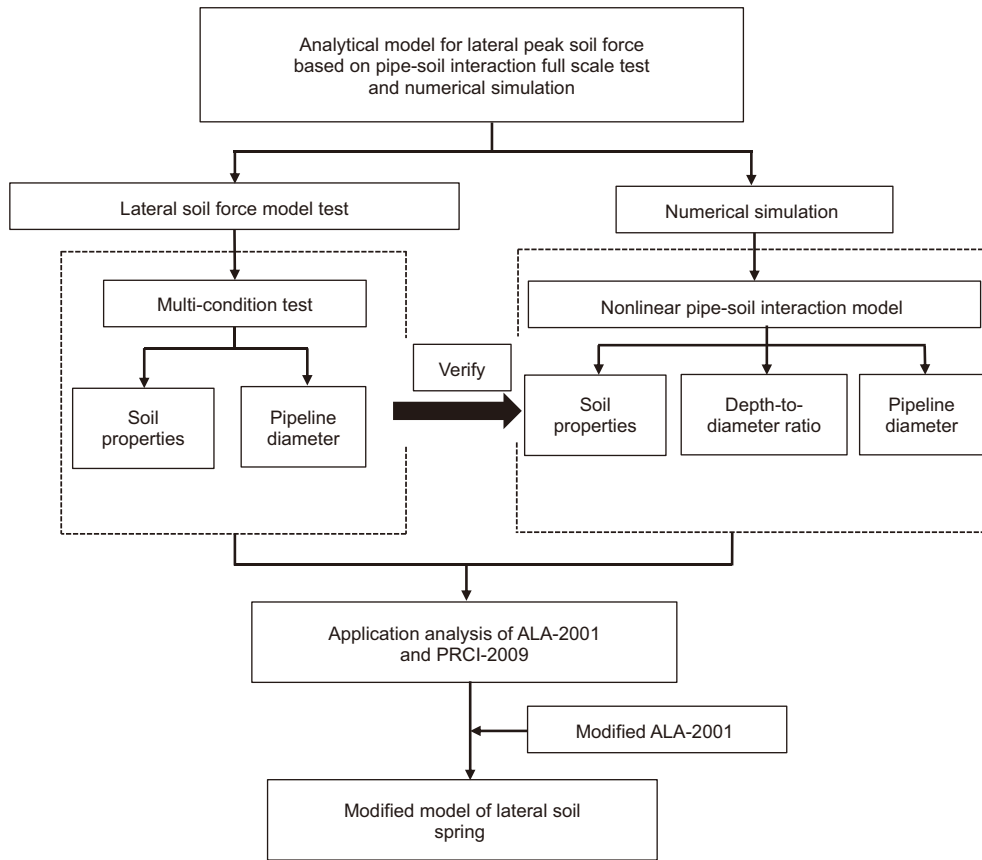 Analytical model for lateral peak soil force
based on pipe-soil interaction full scale test
and numerical simulation
Lateral soil force model test
Numerical simulation
Multi-condition test
Nonlinear pipe-soil interaction model
Verify
Soil
properties
Pipeline
diameter
Soil
properties
Depth-to-
diameter ratio
Pipeline
diameter
Application analysis of ALA-2001
and PRCI-2009
Modified ALA-2001
Modified model of lateral soil
spring